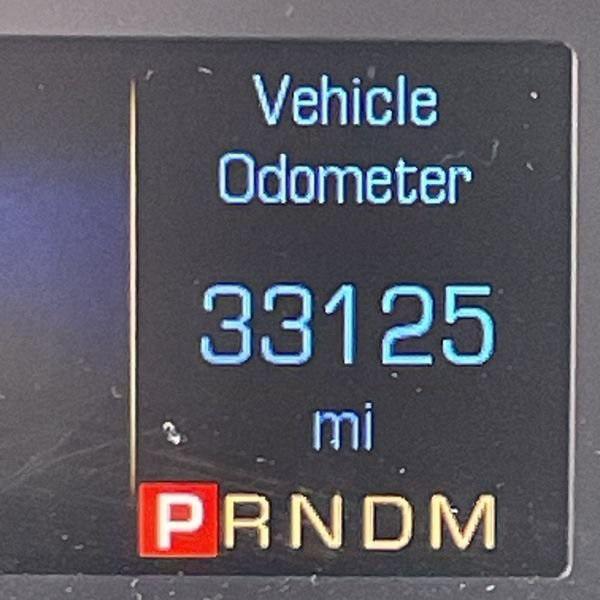 Vehicle
Odometer
33125
mi
PRNDM